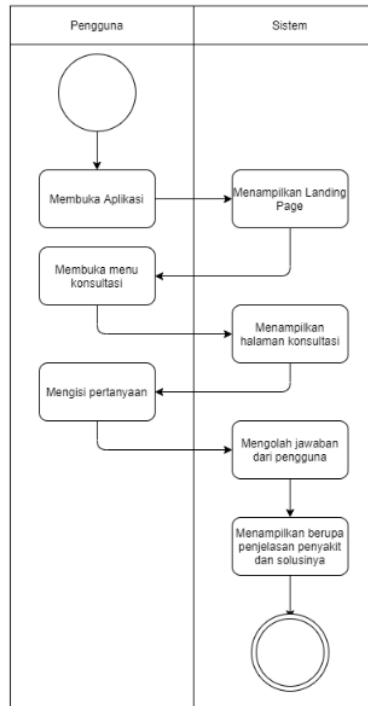 Pengguna
Sistem
Membuka Aplikasi
Menampilkan Landing
Page
Membuka menu
konsultasi
Menampilkan
halaman konsultasi
Mengisi pertanyaan
Mengolah jawaban
dari pengguna
Menampilkan berupa
penjelasan penyakit
dan solusinya